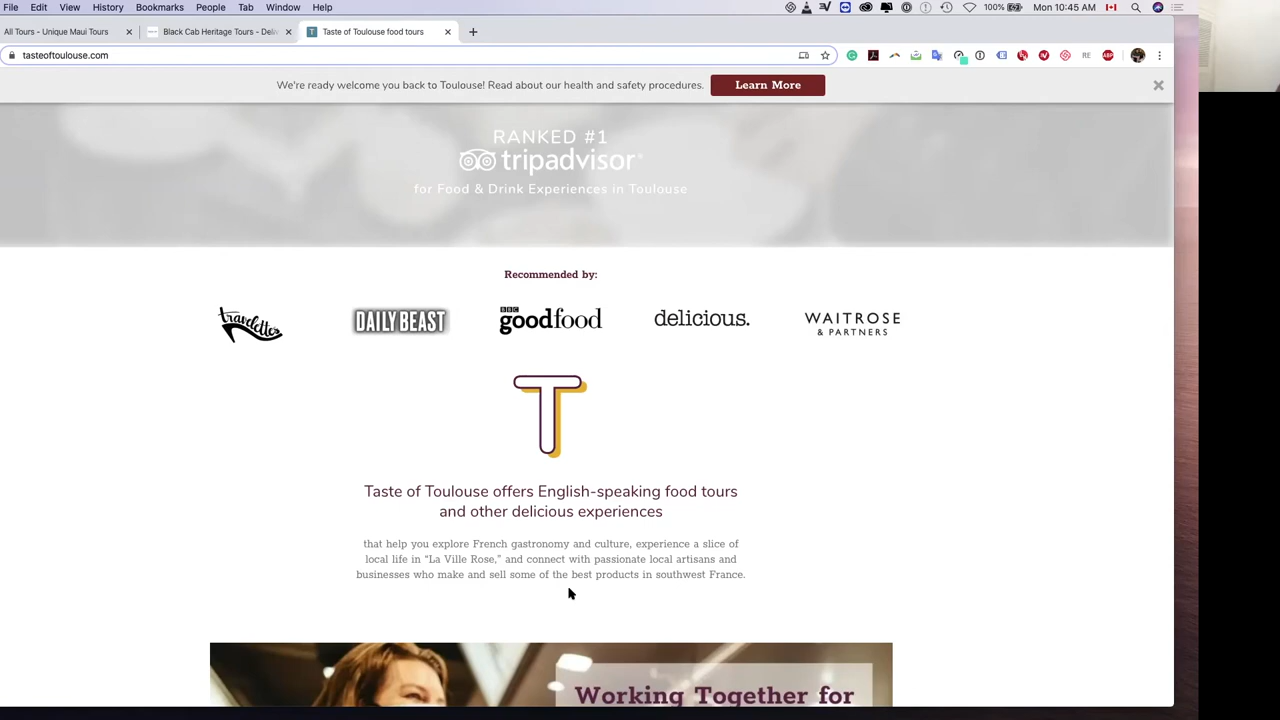 File Edit View History Bookmarks People Tab Window Help 100% Mon 10:45 AM
All Tours - Unique Maui Tours Black Cab Heritage Tours - Deliv Taste of Toulouse food tours
tasteoftoulouse.com
We're ready welcome you back to Toulouse! Read about our health and safety procedures. Learn More
RANKED #1
tripadvisor
for Food & Drink Experiences in Toulouse
Recommended by:
travelettes DAILY BEAST BBC goodfood delicious. WAITROSE
& PARTNERS
T
Taste of Toulouse offers English-speaking food tours
and other delicious experiences
that help you explore French gastronomy and culture, experience a slice of
local life in “La Ville Rose,” and connect with passionate local artisans and
businesses who make and sell some of the best products in southwest France.
Working Together for